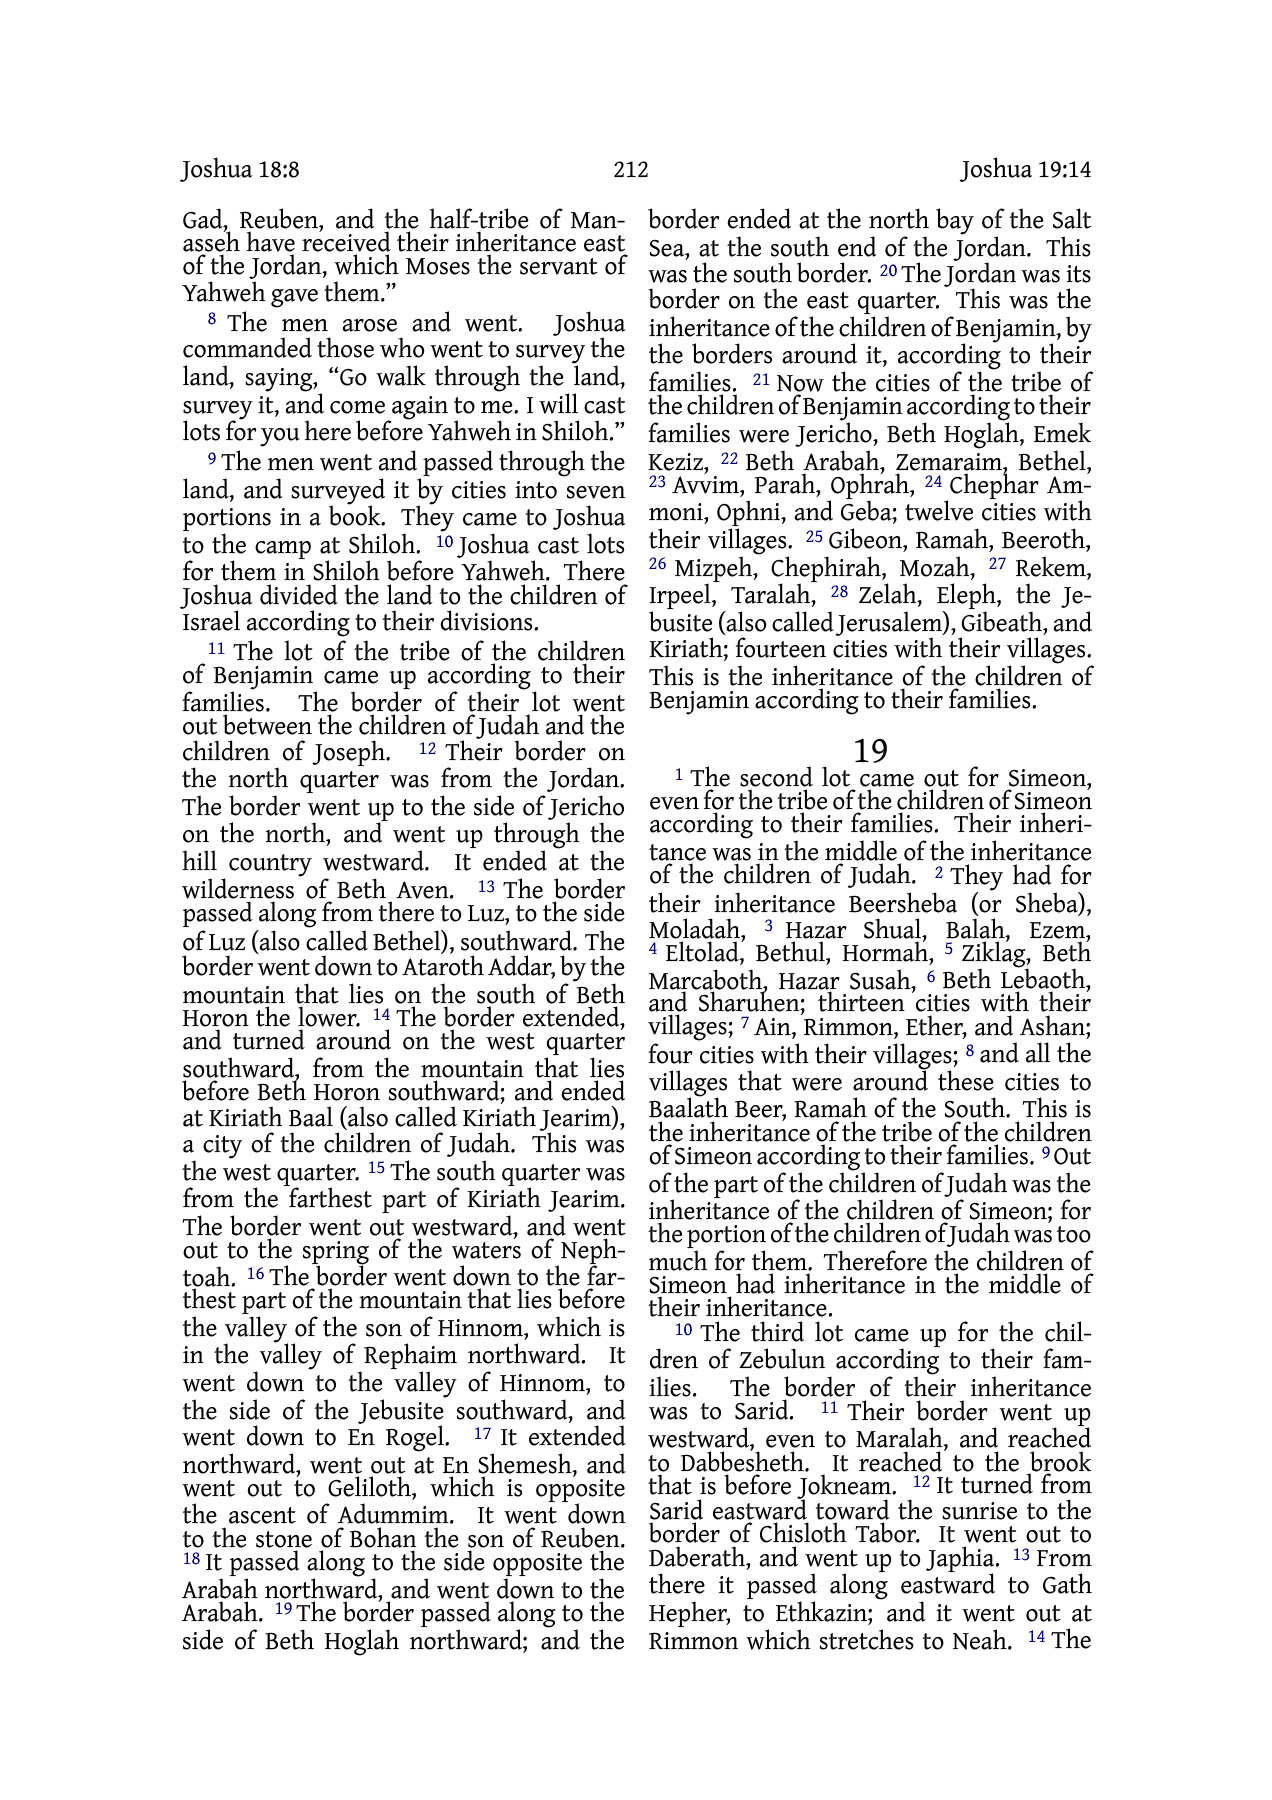 Joshua 18:8 212 Joshua 19:14
Gad, Reuben, and the half-tribe of Man-
asseh have received their inheritance east
of the Jordan, which Moses the servant of
Yahweh gave them.”
8 The men arose and went. Joshua
commanded those who went to survey the
land, saying, “Go walk through the land,
survey it, and come again to me. I will cast
lots for you here before Yahweh in Shiloh.”
9 The men went and passed through the
land, and surveyed it by cities into seven
portions in a book. They came to Joshua
to the camp at Shiloh. 10 Joshua cast lots
for them in Shiloh before Yahweh. There
Joshua divided the land to the children of
Israel according to their divisions.
11 The lot of the tribe of the children
of Benjamin came up according to their
families. The border of their lot went
out between the children of Judah and the
children of Joseph. 12 Their border on
the north quarter was from the Jordan.
The border went up to the side of Jericho
on the north, and went up through the
hill country westward. It ended at the
wilderness of Beth Aven. 13 The border
passed along from there to Luz, to the side
of Luz (also called Bethel), southward. The
border went down to Ataroth Addar, by the
mountain that lies on the south of Beth
Horon the lower. 14 The border extended,
and turned around on the west quarter
southward, from the mountain that lies
before Beth Horon southward; and ended
at Kiriath Baal (also called Kiriath Jearim),
a city of the children of Judah. This was
the west quarter. 15 The south quarter was
from the farthest part of Kiriath Jearim.
The border went out westward, and went
out to the spring of the waters of Neph-
toah. 16 The border went down to the far-
thest part of the mountain that lies before
the valley of the son of Hinnom, which is
in the valley of Rephaim northward. It
went down to the valley of Hinnom, to
the side of the Jebusite southward, and
went down to En Rogel. 17 It extended
northward, went out at En Shemesh, and
went out to Geliloth, which is opposite
the ascent of Adummim. It went down
to the stone of Bohan the son of Reuben.
18 It passed along to the side opposite the
Arabah northward, and went down to the
Arabah. 19 The border passed along to the
side of Beth Hoglah northward; and the
border ended at the north bay of the Salt
Sea, at the south end of the Jordan. This
was the south border. 20 The Jordan was its
border on the east quarter. This was the
inheritance of the children of Benjamin, by
the borders around it, according to their
families. 21 Now the cities of the tribe of
the children of Benjamin according to their
families were Jericho, Beth Hoglah, Emek
Keziz, 22 Beth Arabah, Zemaraim, Bethel,
23 Avvim, Parah, Ophrah, 24 Chephar Am-
moni, Ophni, and Geba; twelve cities with
their villages. 25 Gibeon, Ramah, Beeroth,
26 Mizpeh, Chephirah, Mozah, 27 Rekem,
Irpeel, Taralah, 28 Zelah, Eleph, the Je-
busite (also called Jerusalem), Gibeath, and
Kiriath; fourteen cities with their villages.
This is the inheritance of the children of
Benjamin according to their families.
19
1 The second lot came out for Simeon,
even for the tribe of the children of Simeon
according to their families. Their inheri-
tance was in the middle of the inheritance
of the children of Judah. 2 They had for
their inheritance Beersheba (or Sheba),
Moladah, 3 Hazar Shual, Balah, Ezem,
4 Eltolad, Bethul, Hormah, 5 Ziklag, Beth
Marcaboth, Hazar Susah, 6 Beth Lebaoth,
and Sharuhen; thirteen cities with their
villages; 7 Ain, Rimmon, Ether, and Ashan;
four cities with their villages; 8 and all the
villages that were around these cities to
Baalath Beer, Ramah of the South. This is
the inheritance of the tribe of the children
of Simeon according to their families. 9 Out
of the part of the children of Judah was the
inheritance of the children of Simeon; for
the portion of the children of Judah was too
much for them. Therefore the children of
Simeon had inheritance in the middle of
their inheritance.
10 The third lot came up for the chil-
dren of Zebulun according to their fam-
ilies. The border of their inheritance
was to Sarid. 11 Their border went up
westward, even to Maralah, and reached
to Dabbesheth. It reached to the brook
that is before Jokneam. 12 It turned from
Sarid eastward toward the sunrise to the
border of Chisloth Tabor. It went out to
Daberath, and went up to Japhia. 13 From
there it passed along eastward to Gath
Hepher, to Ethkazin; and it went out at
Rimmon which stretches to Neah. 14 The